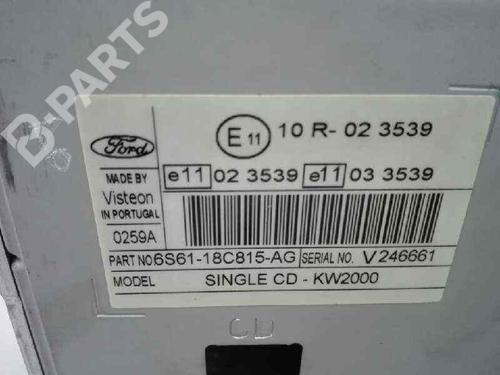 B-PARTS
Ford
E 11 10 R- 02 3539
MADE BY
e11 02 3539 e11 03 3539
Visteon
IN PORTUGAL
0259A
PART NO 6S61-18C815-AG SERIAL NO. V246661
MODEL SINGLE CD - KW2000
CD